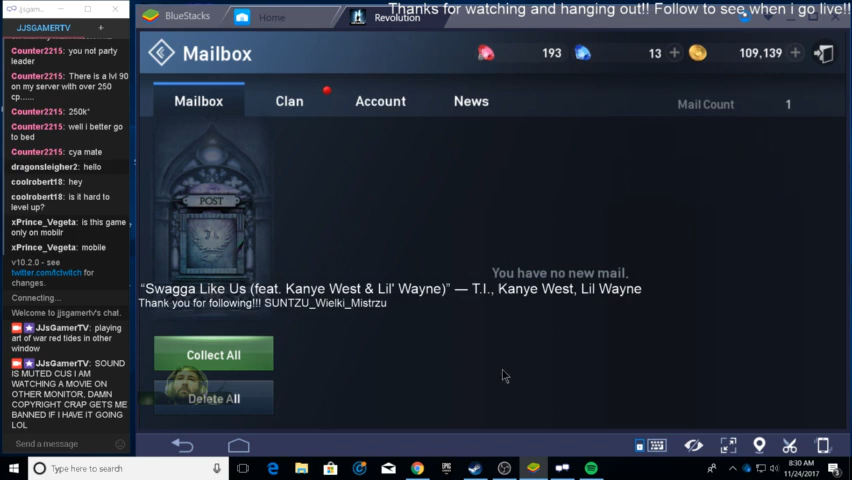 jjsgam...
BlueStacks
Home
Revolution
Thanks for watching and hanging out!! Follow to see when i go live!!
JJSGAMERTV
Counter2215: you not party
leader
Counter2215: There is a lvl 90
on my server with over 250
cp......
Counter2215: 250k*
Counter2215: well i better go
to bed
Counter2215: cya mate
dragonsleigher2: hello
coolrobert18: hey
coolrobert18: is it hard to
level up?
xPrince_Vegeta: is this game
only on mobilr
xPrince_Vegeta: mobile
v10.2.0 - see
twitter.com/tctwitch for
changes.
Connecting...
Welcome to jjsgamertv's chat.
JJsGamerTV: playing
art of war red tides in other
window
JJsGamerTV: SOUND
IS MUTED CUS I AM
WATCHING A MOVIE ON
OTHER MONITOR, DAMN
COPYRIGHT CRAP GETS ME
BANNED IF I HAVE IT GOING
LOL
Send a message
Mailbox
193
13
109,139
Mailbox
Clan
Account
News
Mail Count
1
POST
You have no new mail.
“Swagga Like Us (feat. Kanye West & Lil' Wayne)” — T.I., Kanye West, Lil Wayne
Thank you for following!!! SUNTZU_Wielki_Mistrzu
Collect All
Delete All
Type here to search
EPIC
8:30 AM
11/24/2017